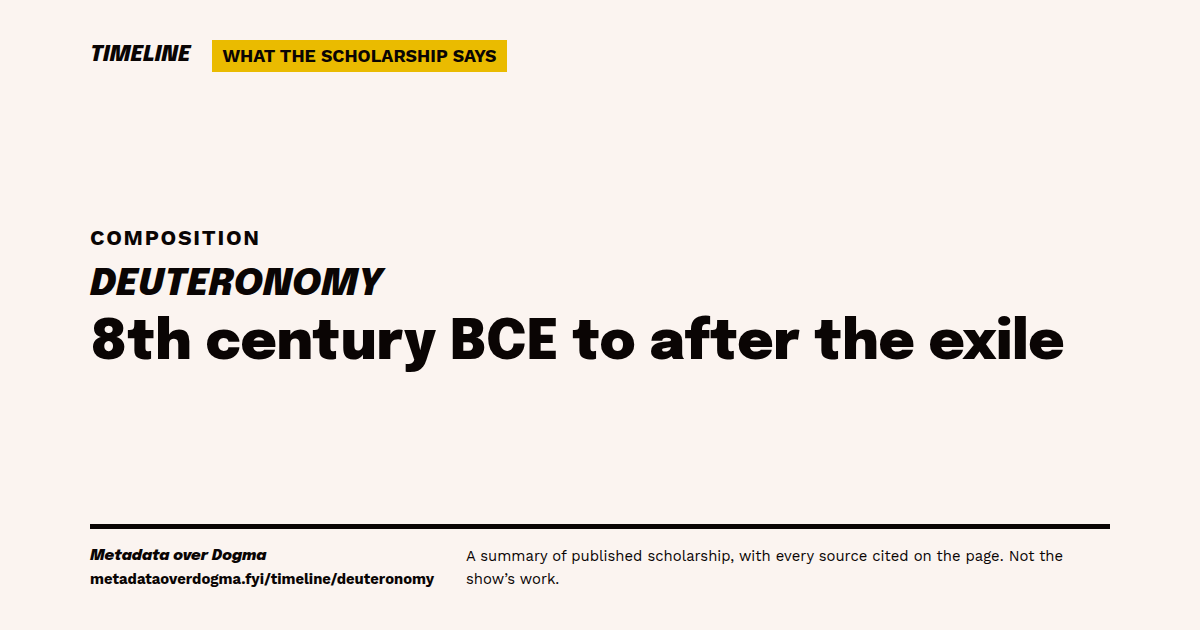 TIMELINE
WHAT THE SCHOLARSHIP SAYS
COMPOSITION
DEUTERONOMY
8th century BCE to after the exile
Metadata over Dogma
metadataoverdogma.fyi/timeline/deuteronomy
A summary of published scholarship, with every source cited on the page. Not the
show’s work.